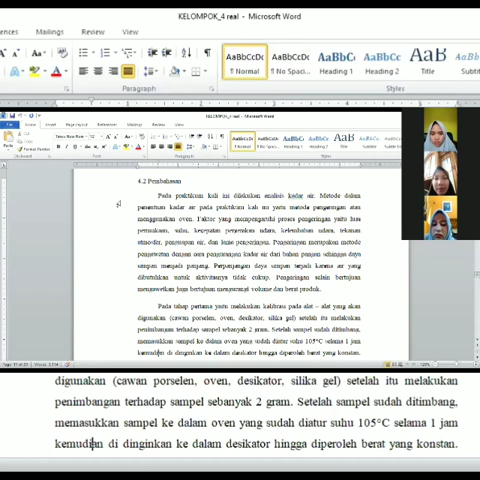 KELOMPOK_4 real - Microsoft Word
Mailings Review View
Aa
AaBbCcDc AaBbCcDc AaBbC AaBbCc AaB AaBbCc
¶ Normal ¶ No Spaci... Heading 1 Heading 2 Title
Paragraph Styles
4.2 Pembahasan
Pada praktikum kali ini dilakukan analisis kadar air. Metode dalam
penentuan kadar air pada praktikum kali ini yaitu metoda pengeringan atau
menggunakan oven. Faktor yang mempengaruhi proses pengeringan yaitu luas
permukaan, suhu, kecepatan pergerakan udara, kelembaban udara, tekanan
atmosfer, penguapan air, dan lama pengeringan. Pengeringan merupakan metode
pengawetan dengan cara pengurangan kadar air dari bahan pangan sehingga daya
simpan menjadi panjang. Perpanjangan daya simpan terjadi karena air yang
dibutuhkan untuk aktivitasnya tidak cukup. Pengeringan selain bertujuan
mengawetkan juga bertujuan mengurangi volume dan berat produk.
Pada tahap pertama yaitu melakukan kalibrasi pada alat – alat yang akan
digunakan (cawan porselen, oven, desikator, silika gel) setelah itu melakukan
penimbangan terhadap sampel sebanyak 2 gram. Setelah sampel sudah ditimbang,
memasukkan sampel ke dalam oven yang sudah diatur suhu 105°C selama 1 jam
kemudian di dinginkan ke dalam desikator hingga diperoleh berat yang konstan.
digunakan (cawan porselen, oven, desikator, silika gel) setelah itu melakukan
penimbangan terhadap sampel sebanyak 2 gram. Setelah sampel sudah ditimbang,
memasukkan sampel ke dalam oven yang sudah diatur suhu 105°C selama 1 jam
kemudian di dinginkan ke dalam desikator hingga diperoleh berat yang konstan.